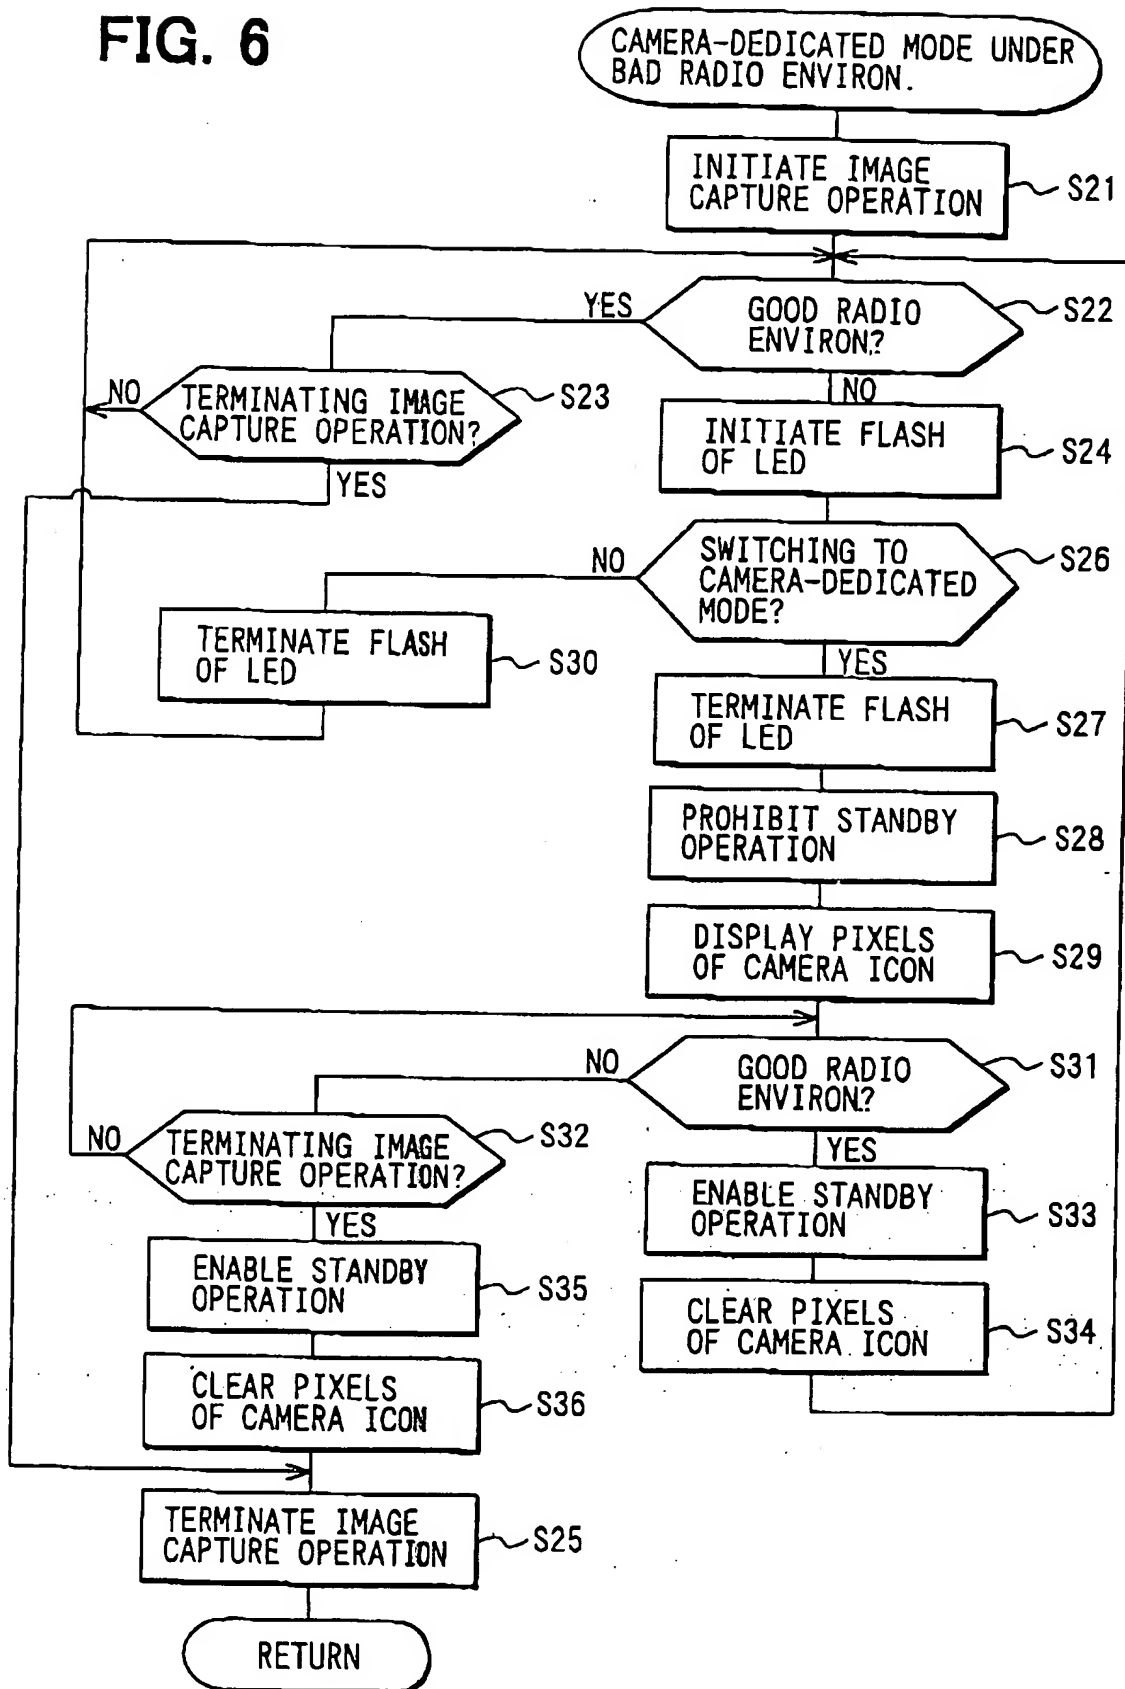 FIG. 6
CAMERA-DEDICATED MODE UNDER
BAD RADIO ENVIRON.
INITIATE IMAGE
CAPTURE OPERATION
S21
GOOD RADIO
ENVIRON.?
S22
YES
NO
TERMINATING IMAGE
CAPTURE OPERATION?
S23
NO
YES
INITIATE FLASH
OF LED
S24
SWITCHING TO
CAMERA-DEDICATED
MODE?
S26
NO
YES
TERMINATE FLASH
OF LED
S30
TERMINATE FLASH
OF LED
S27
PROHIBIT STANDBY
OPERATION
S28
DISPLAY PIXELS
OF CAMERA ICON
S29
GOOD RADIO
ENVIRON.?
S31
NO
YES
TERMINATING IMAGE
CAPTURE OPERATION?
S32
NO
YES
ENABLE STANDBY
OPERATION
S33
ENABLE STANDBY
OPERATION
S35
CLEAR PIXELS
OF CAMERA ICON
S34
CLEAR PIXELS
OF CAMERA ICON
S36
TERMINATE IMAGE
CAPTURE OPERATION
S25
RETURN